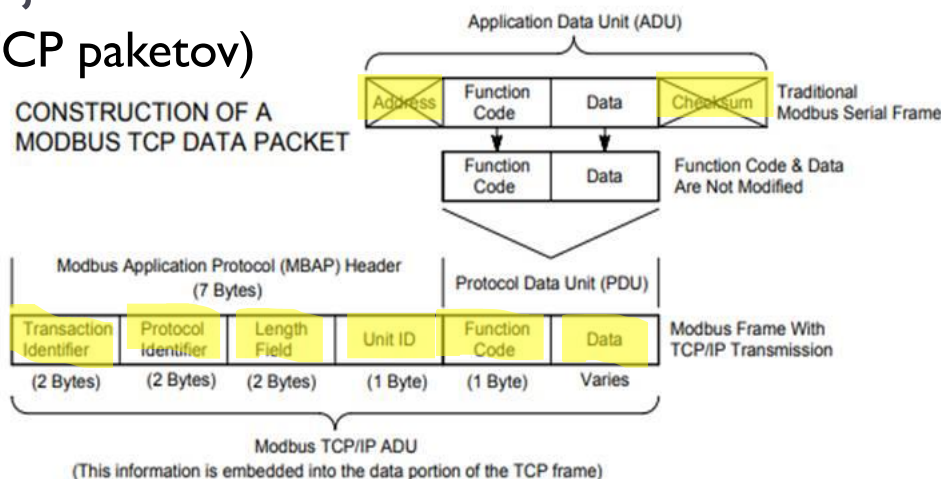 CP paketov)
CONSTRUCTION OF A
MODBUS TCP DATA PACKET
Application Data Unit (ADU)
Address
Function
Code
Data
Checksum
Traditional
Modbus Serial Frame
Function
Code
Data
Function Code & Data
Are Not Modified
Modbus Application Protocol (MBAP) Header
(7 Bytes)
Protocol Data Unit (PDU)
Transaction
Identifier
Protocol
Identifier
Length
Field
Unit ID
Function
Code
Data
Modbus Frame With
TCP/IP Transmission
(2 Bytes)
(2 Bytes)
(2 Bytes)
(1 Byte)
(1 Byte)
Varies
Modbus TCP/IP ADU
(This information is embedded into the data portion of the TCP frame)